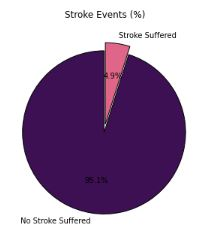 Stroke Events (%)
Stroke Suffered
4.9%
95.1%
No Stroke Suffered